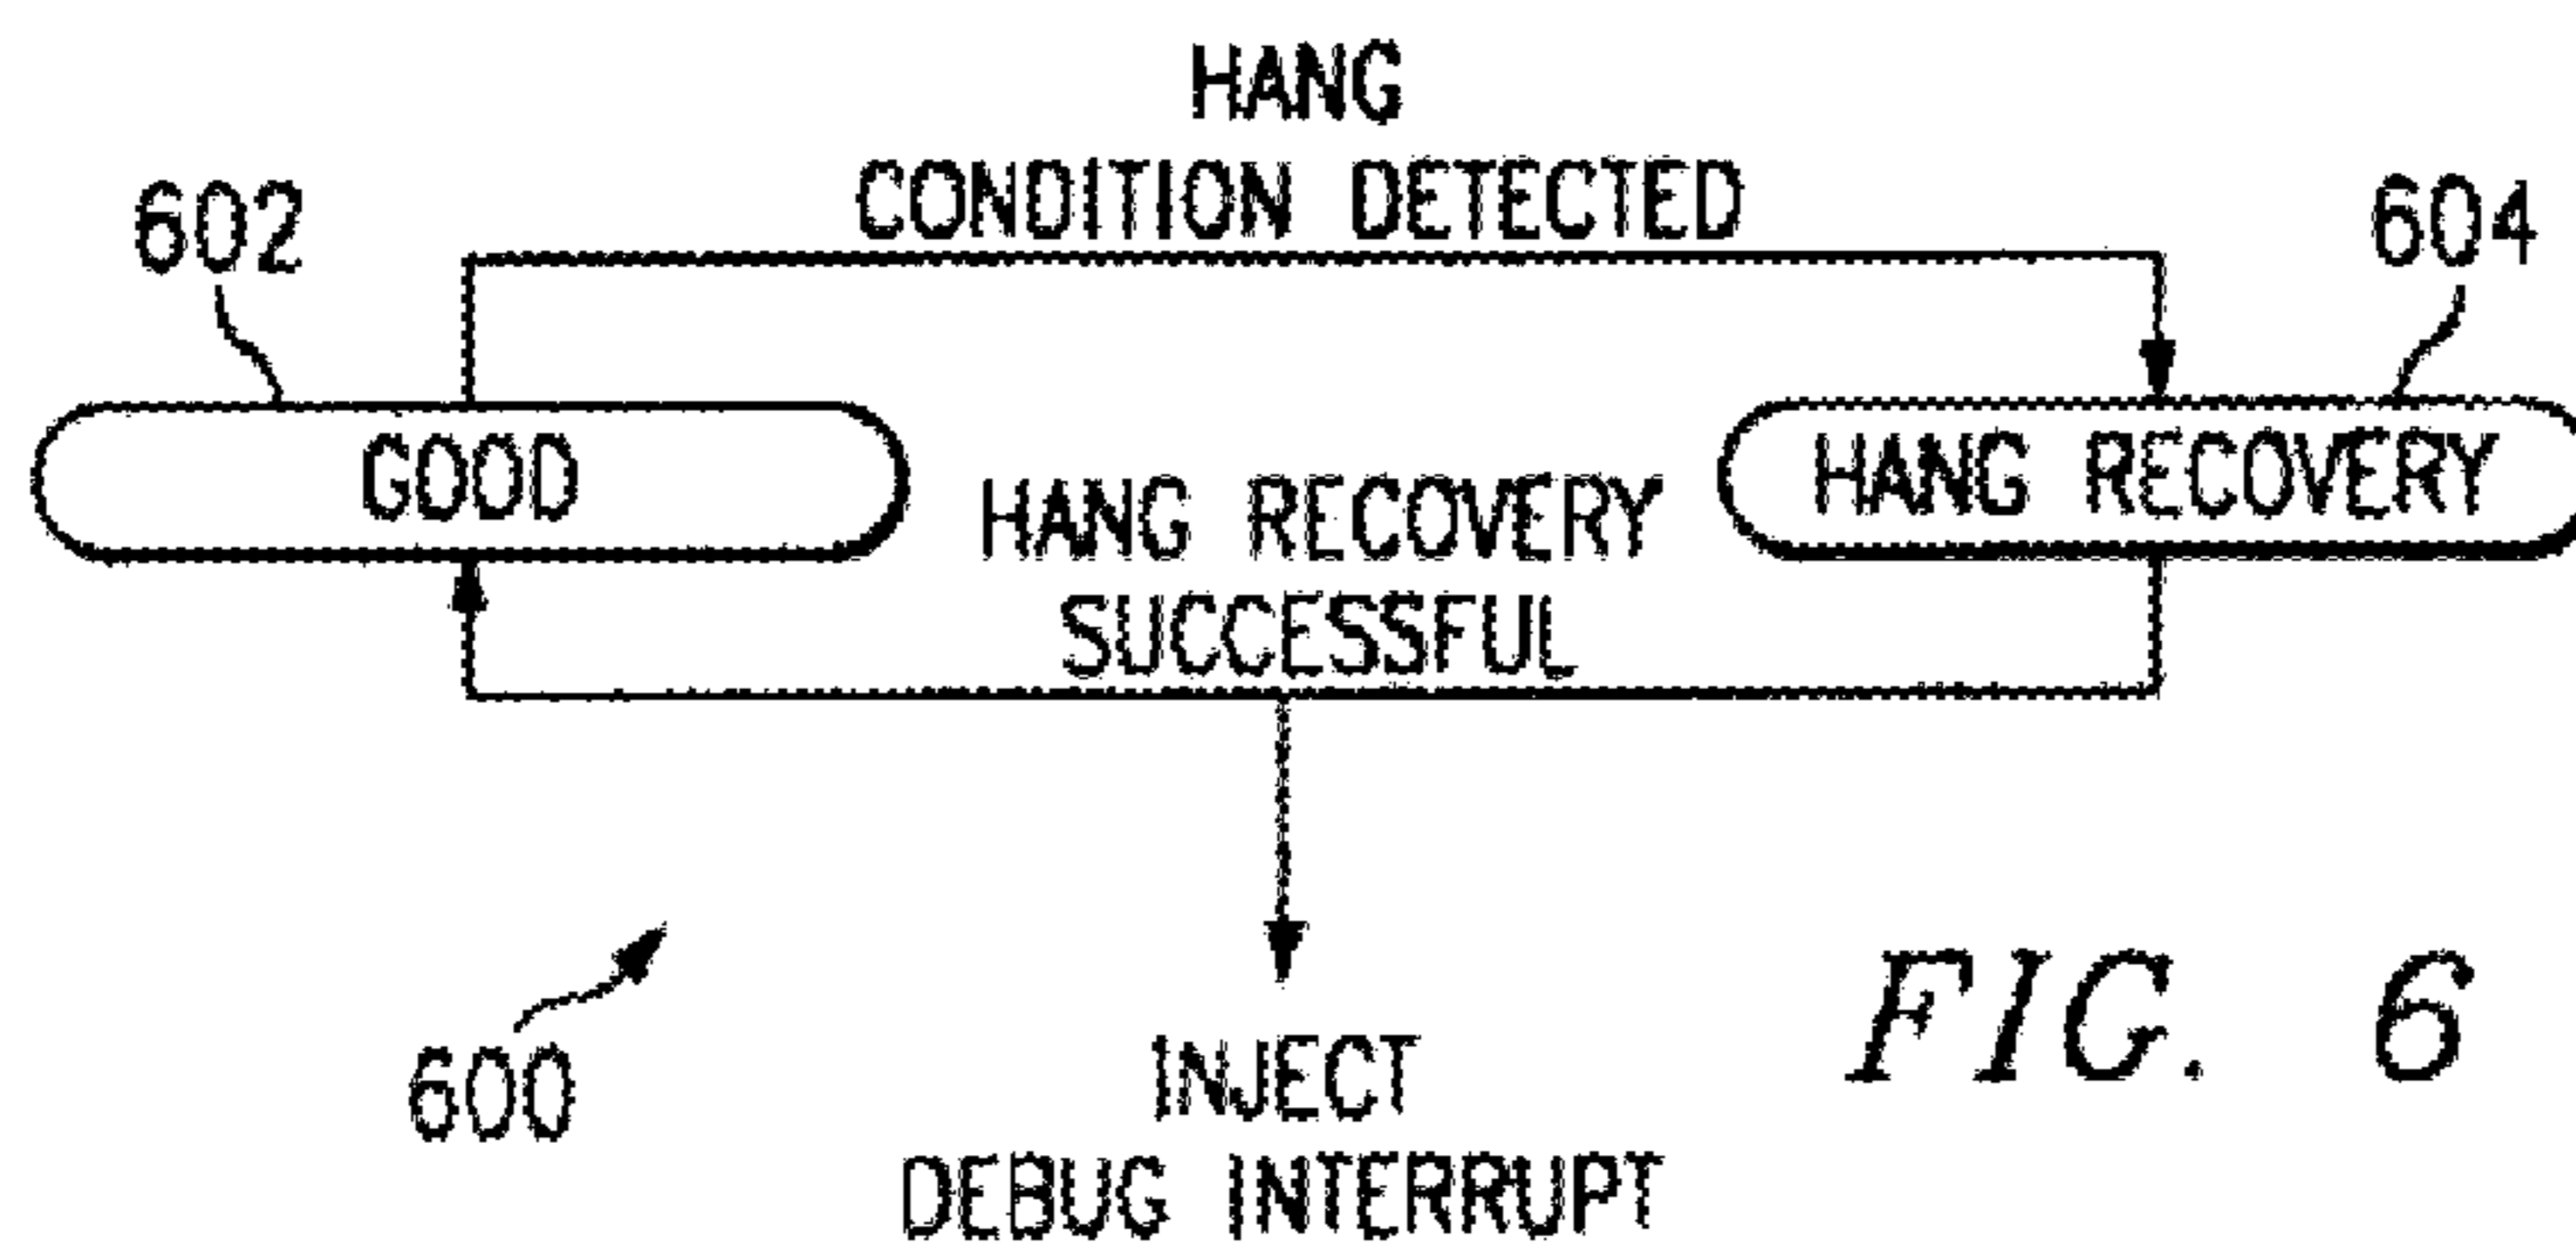 HANG
CONDITION DETECTED
602
604
GOOD
HANG RECOVERY
HANG RECOVERY
SUCCESSFUL
600
INJECT
DEBUG INTERRUPT
FIG. 6